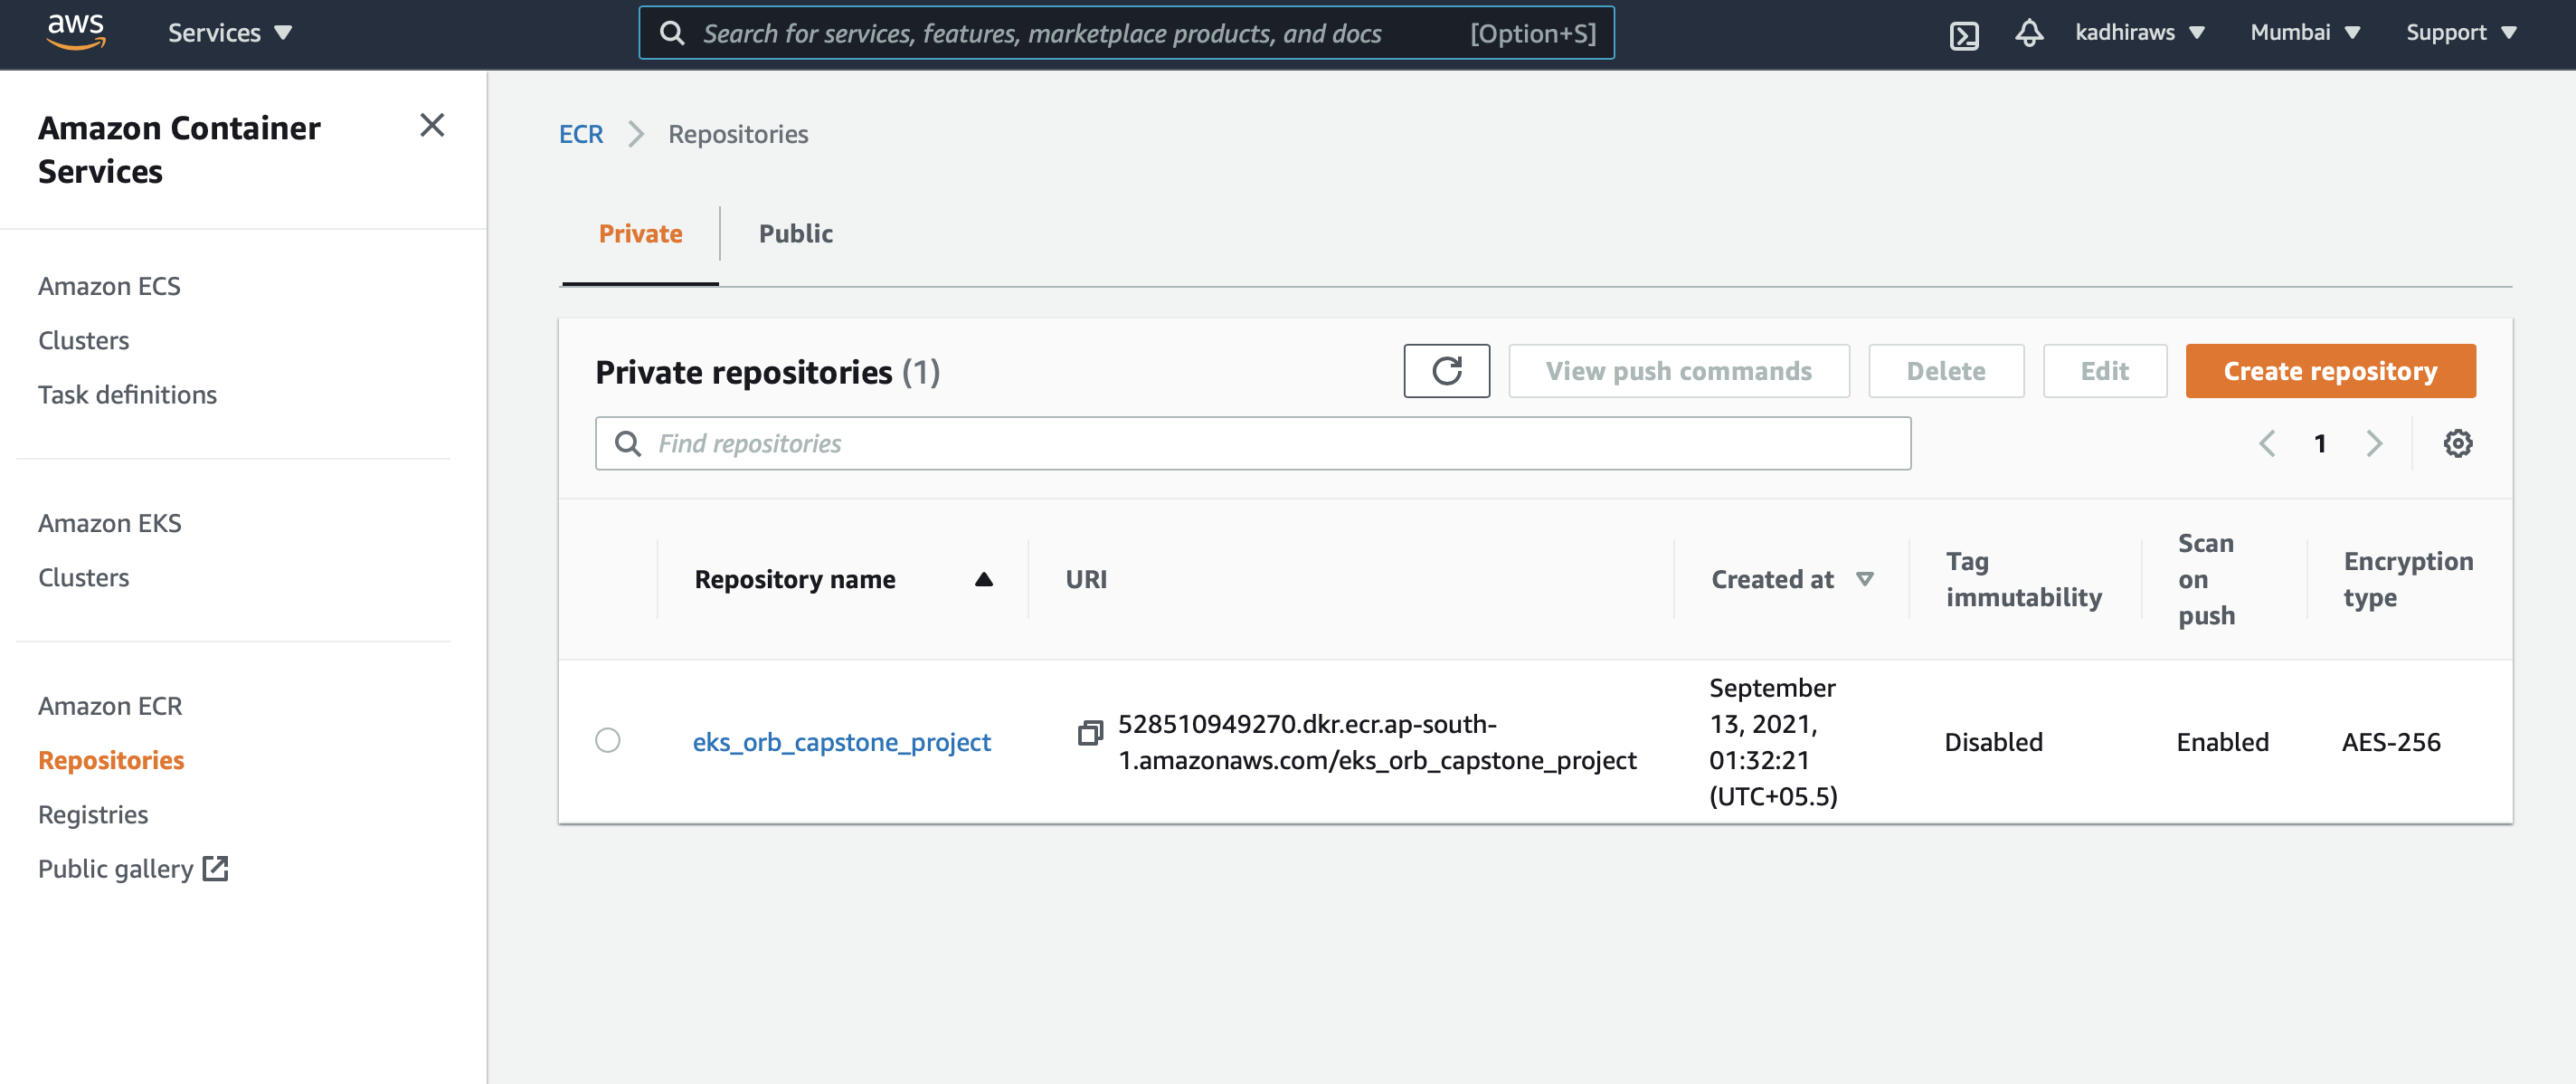 aws
Services
Search for services, features, marketplace products, and docs [Option+S]
kadhiraws
Mumbai
Support
Amazon Container
Services
Amazon ECS
Clusters
Task definitions
Amazon EKS
Clusters
Amazon ECR
Repositories
Registries
Public gallery
ECR
Repositories
Private
Public
Private repositories (1)
View push commands
Delete
Edit
Create repository
Find repositories
1
Repository name
URI
Created at
Tag
immutability
Scan
on
push
Encryption
type
eks_orb_capstone_project
528510949270.dkr.ecr.ap-south-
1.amazonaws.com/eks_orb_capstone_project
September
13, 2021,
01:32:21
(UTC+05.5)
Disabled
Enabled
AES-256